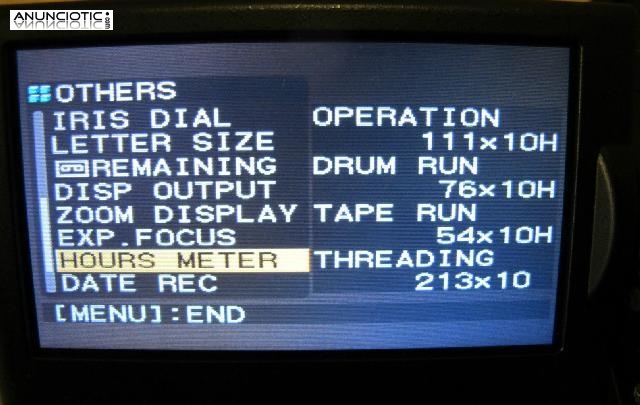 ANUNCIOTIC.es
OTHERS
IRIS DIAL
LETTER SIZE
REMAINING
DISP OUTPUT
ZOOM DISPLAY
EXP.FOCUS
HOURS METER
DATE REC
OPERATION
111x10H
DRUM RUN
76x10H
TAPE RUN
54x10H
THREADING
213x10
[MENU]:END